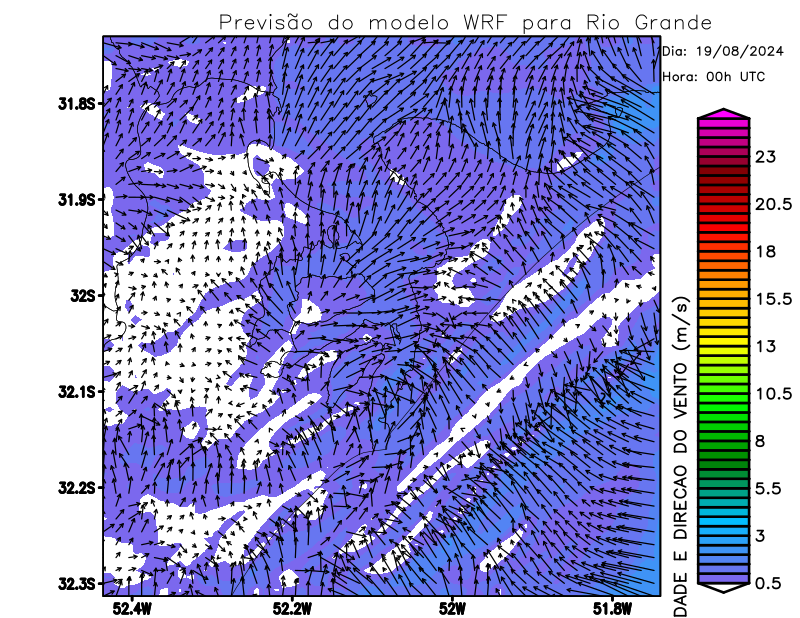 Previsão do modelo WRF para Rio Grande
Dia: 19/08/2024
Hora: 00h UTC
31.8S
31.9S
32S
32.1S
32.2S
32.3S
52.4W
52.2W
52W
51.8W
23
20.5
18
15.5
13
10.5
8
5.5
3
0.5
DADE E DIRECAO DO VENTO (m/s)